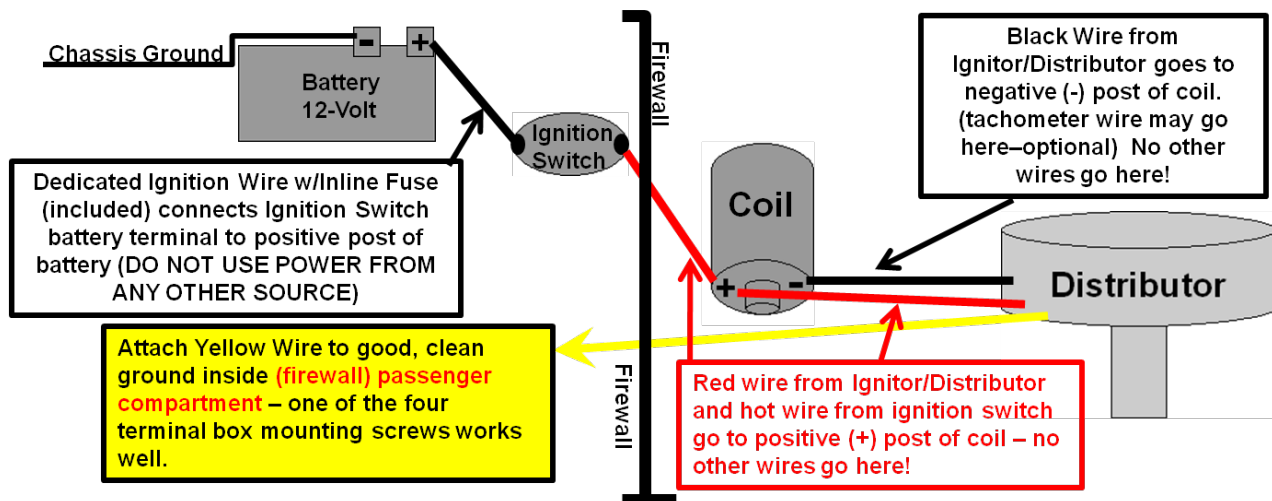 Chassis Ground
-
+
Battery
12-Volt
Ignition
Switch
Firewall
Black Wire from
Ignitor/Distributor goes to
negative (-) post of coil.
(tachometer wire may go
here–optional)  No other
wires go here!
Dedicated Ignition Wire w/Inline Fuse
(included) connects Ignition Switch
battery terminal to positive post of
battery (DO NOT USE POWER FROM
ANY OTHER SOURCE)
Coil
+
-
Distributor
Attach Yellow Wire to good, clean
ground inside (firewall) passenger
compartment – one of the four
terminal box mounting screws works
well.
Firewall
Red wire from Ignitor/Distributor
and hot wire from ignition switch
go to positive (+) post of coil – no
other wires go here!